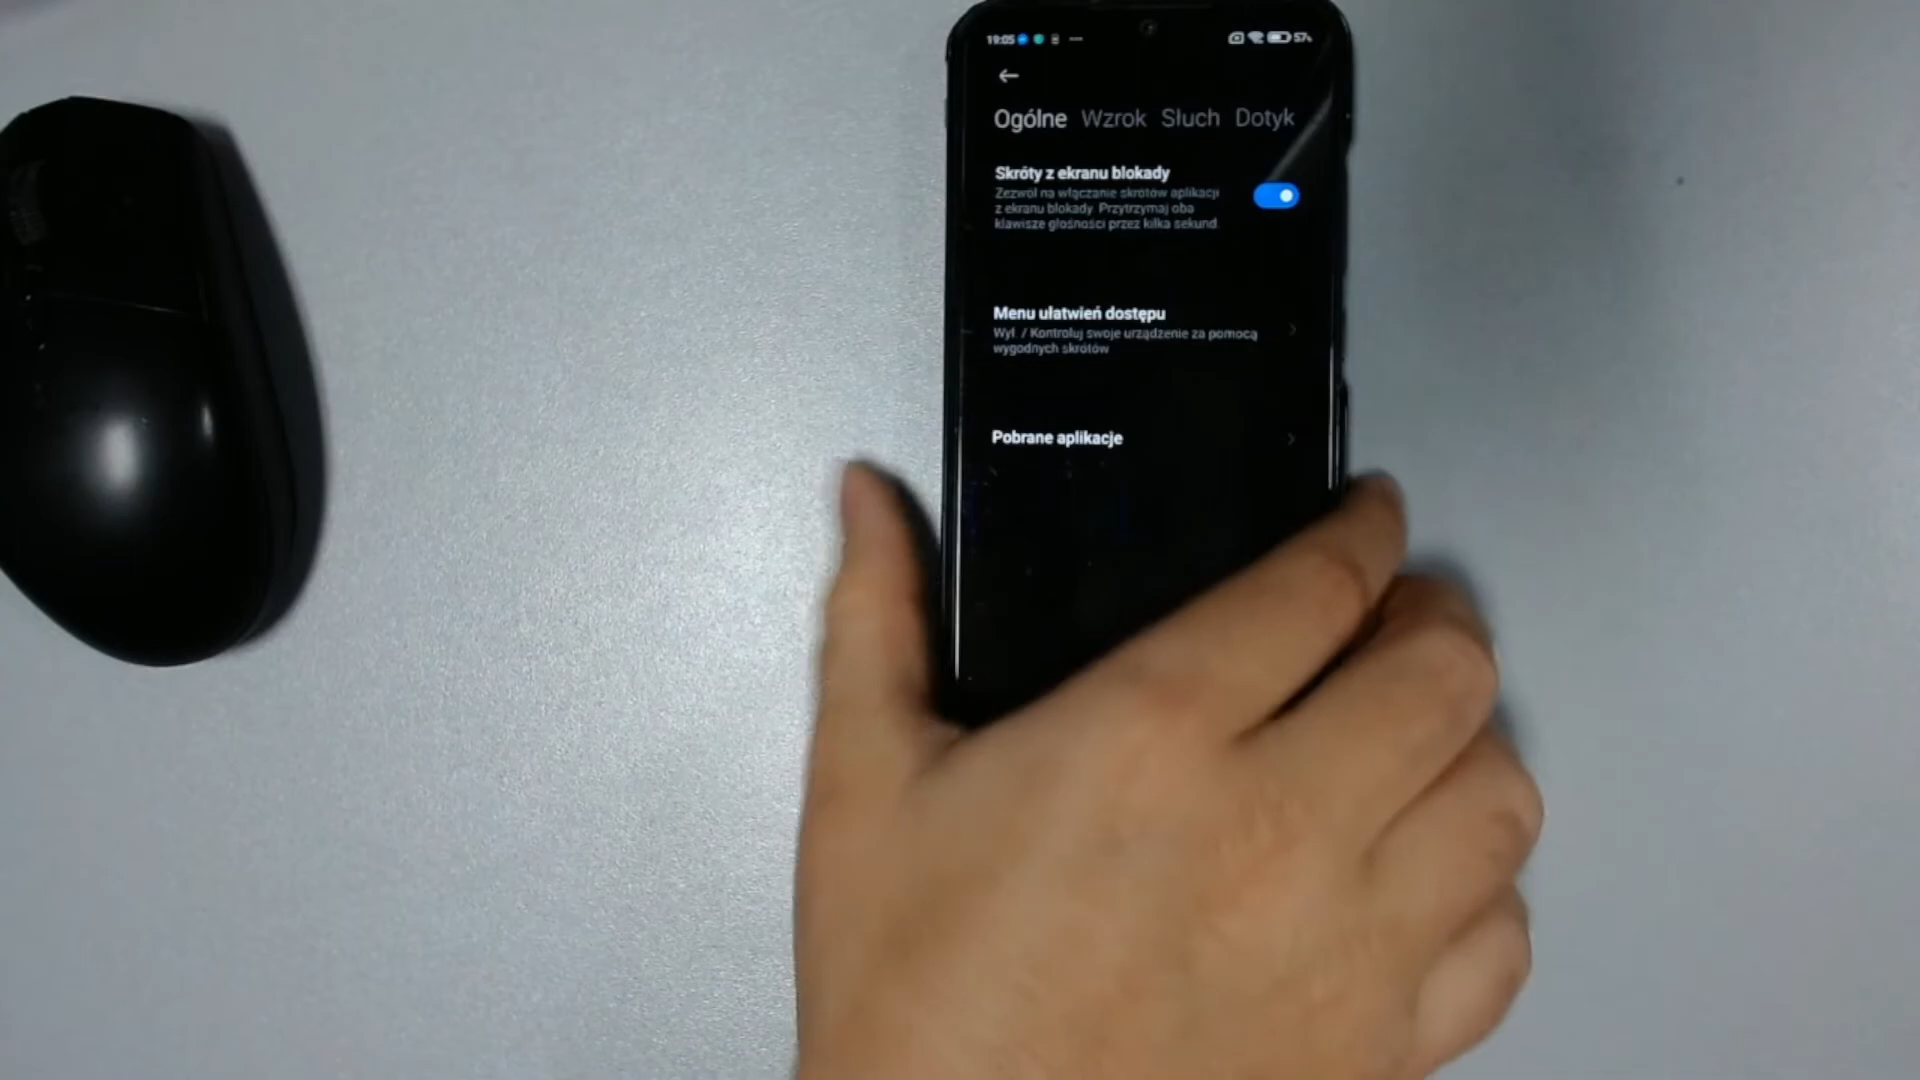 19:05 57%
Ogólne Wzrok Słuch Dotyk
Skróty z ekranu blokady
Zezwól na włączanie skrótów aplikacji
z ekranu blokady. Przytrzymaj oba
klawisze głośności przez kilka sekund.
Menu ułatwień dostępu
Wył. / Kontroluj swoje urządzenie za pomocą
wygodnych skrótów
Pobrane aplikacje